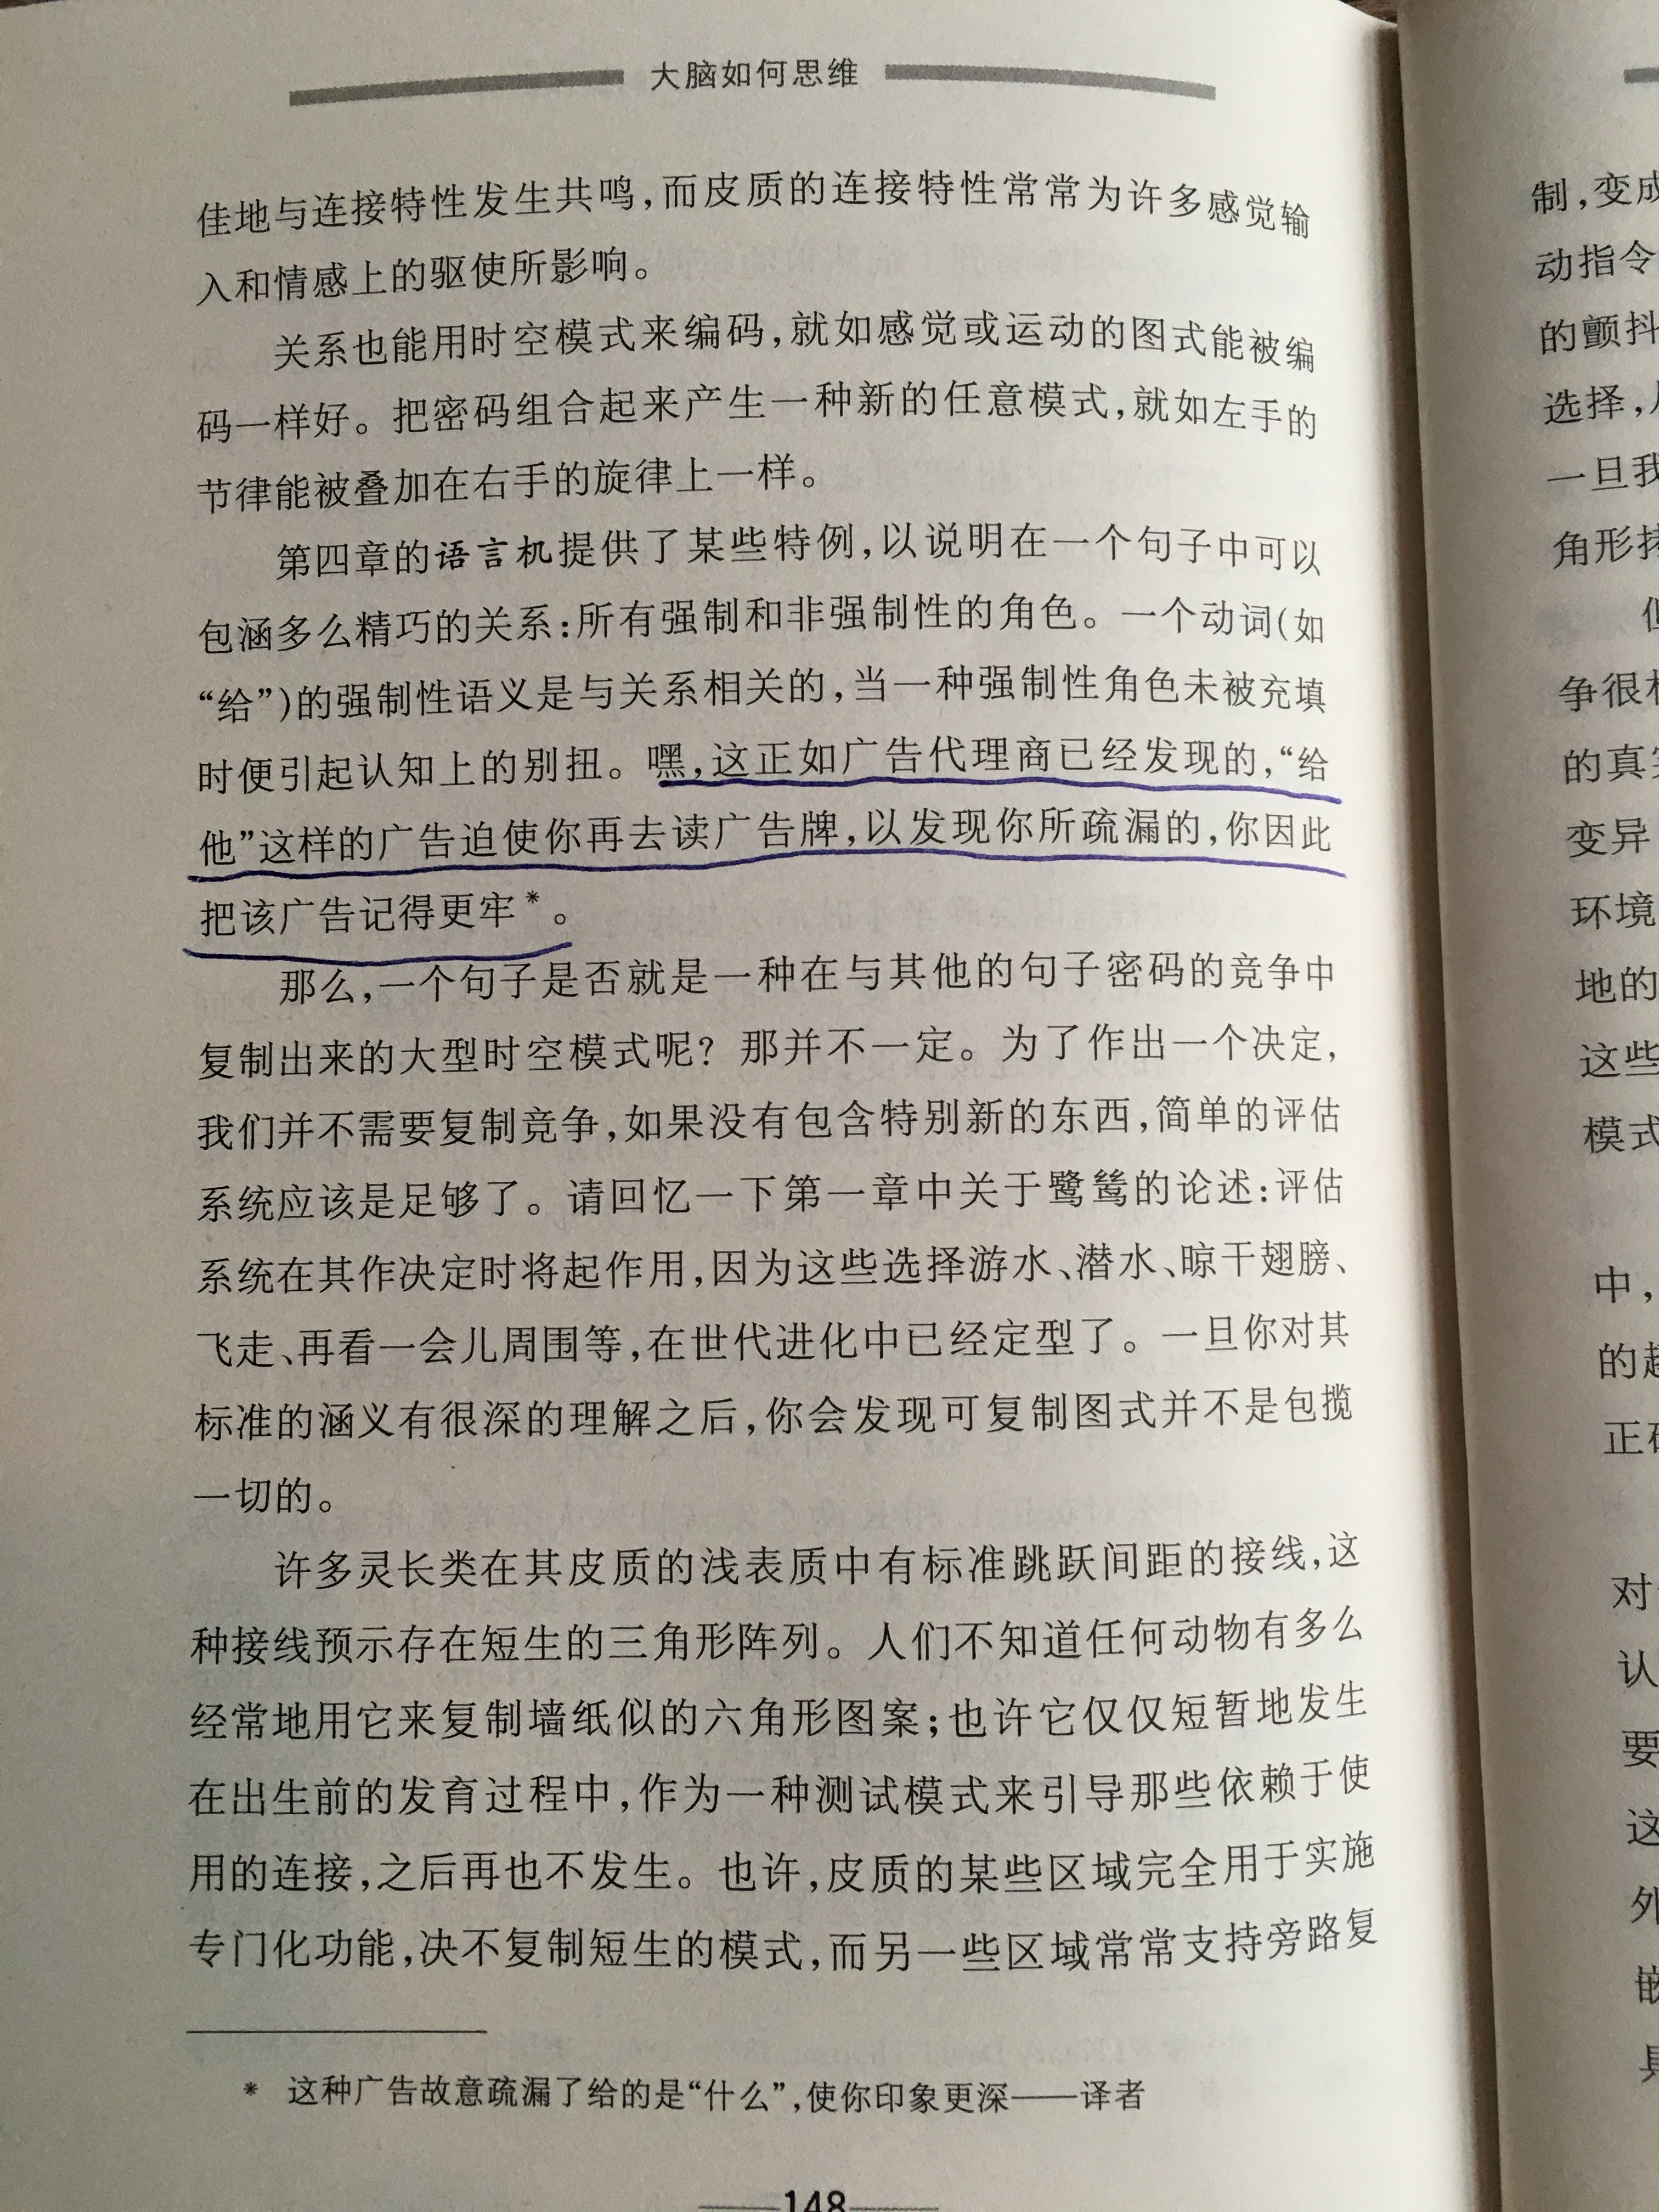 大脑如何思维
佳地与连接特性发生共鸣,而皮质的连接特性常常为许多感觉输
入和情感上的驱使所影响。
关系也能用时空模式来编码,就如感觉或运动的图式能被编
码一样好。把密码组合起来产生一种新的任意模式,就如左手的
节律能被叠加在右手的旋律上一样。
第四章的语言机提供了某些特例,以说明在一个句子中可以
包涵多么精巧的关系:所有强制和非强制性的角色。一个动词(如
“给”)的强制性语义是与关系相关的,当一种强制性角色未被充填
时便引起认知上的别扭。嘿,这正如广告代理商已经发现的,“给
他”这样的广告迫使你再去读广告牌,以发现你所疏漏的,你因此
把该广告记得更牢*。
那么,一个句子是否就是一种在与其他的句子密码的竞争中
复制出来的大型时空模式呢?那并不一定。为了作出一个决定,
我们并不需要复制竞争,如果没有包含特别新的东西,简单的评估
系统应该是足够了。请回忆一下第一章中关于鹭鸶的论述:评估
系统在其作决定时将起作用,因为这些选择游水、潜水、晾干翅膀、
飞走、再看一会儿周围等,在世代进化中已经定型了。一旦你对其
标准的涵义有很深的理解之后,你会发现可复制图式并不是包揽
一切的。
许多灵长类在其皮质的浅表质中有标准跳跃间距的接线,这
种接线预示存在短生的三角形阵列。人们不知道任何动物有多么
经常地用它来复制墙纸似的六角形图案;也许它仅仅短暂地发生
在出生前的发育过程中,作为一种测试模式来引导那些依赖于使
用的连接,之后再也不发生。也许,皮质的某些区域完全用于实施
专门化功能,决不复制短生的模式,而另一些区域常常支持旁路复
* 这种广告故意疏漏了给的是“什么”,使你印象更深——译者
148
制,变成
动指令
的颤抖
选择,
一旦我
角形拷
争很
的真实
变异
环境
地的
这些
模式
中,
的超
正确
对
认
要
这
外
嵌